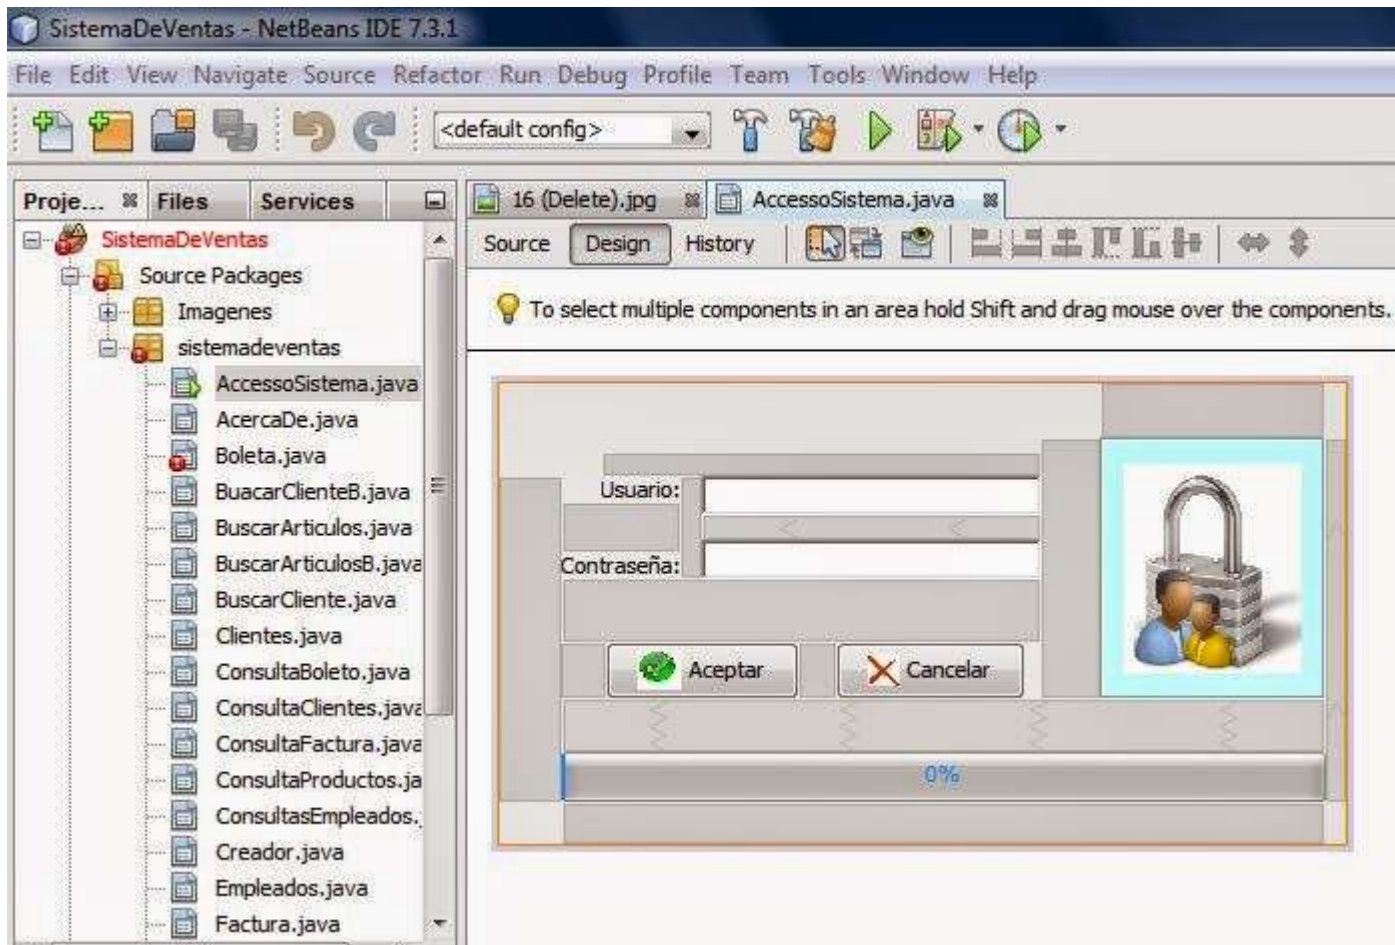 SistemaDeVentas - NetBeans IDE 7.3.1
File Edit View Navigate Source Refactor Run Debug Profile Team Tools Window Help
<default config>
Proje... Files Services
16 (Delete).jpg AccessoSistema.java
SistemaDeVentas
Source Packages
Imagenes
sistemadeventas
AccessoSistema.java
AcercaDe.java
Boleta.java
BuacarClienteB.java
BuscarArticulos.java
BuscarArticulosB.java
BuscarCliente.java
Clientes.java
ConsultaBoleto.java
ConsultaClientes.java
ConsultaFactura.java
ConsultaProductos.ja
ConsultasEmpleados.
Creador.java
Empleados.java
Factura.java
Source Design History
To select multiple components in an area hold Shift and drag mouse over the components.
Usuario:
Contraseña:
Aceptar Cancelar
0%